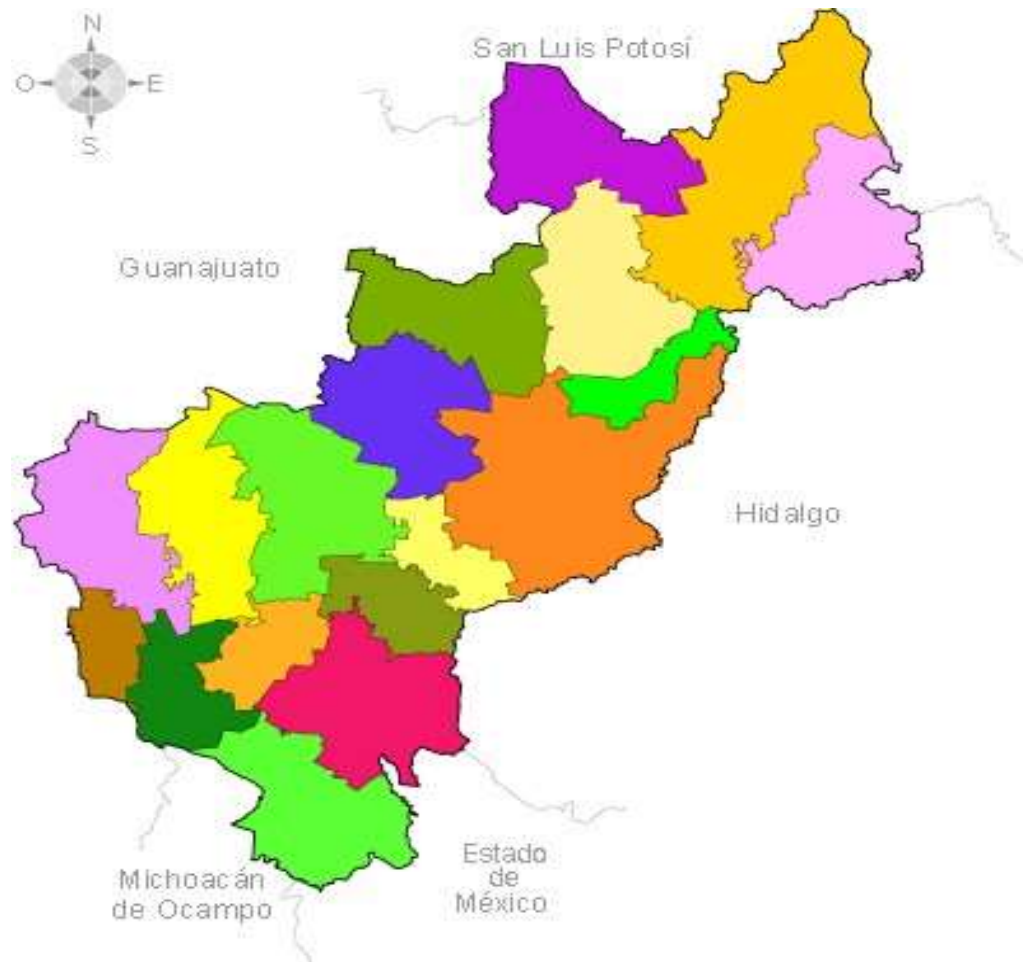 N
San Luis Potosí
O
E
S
Guanajuato
Hidalgo
Estado
de
México
Michoacán
de Ocampo